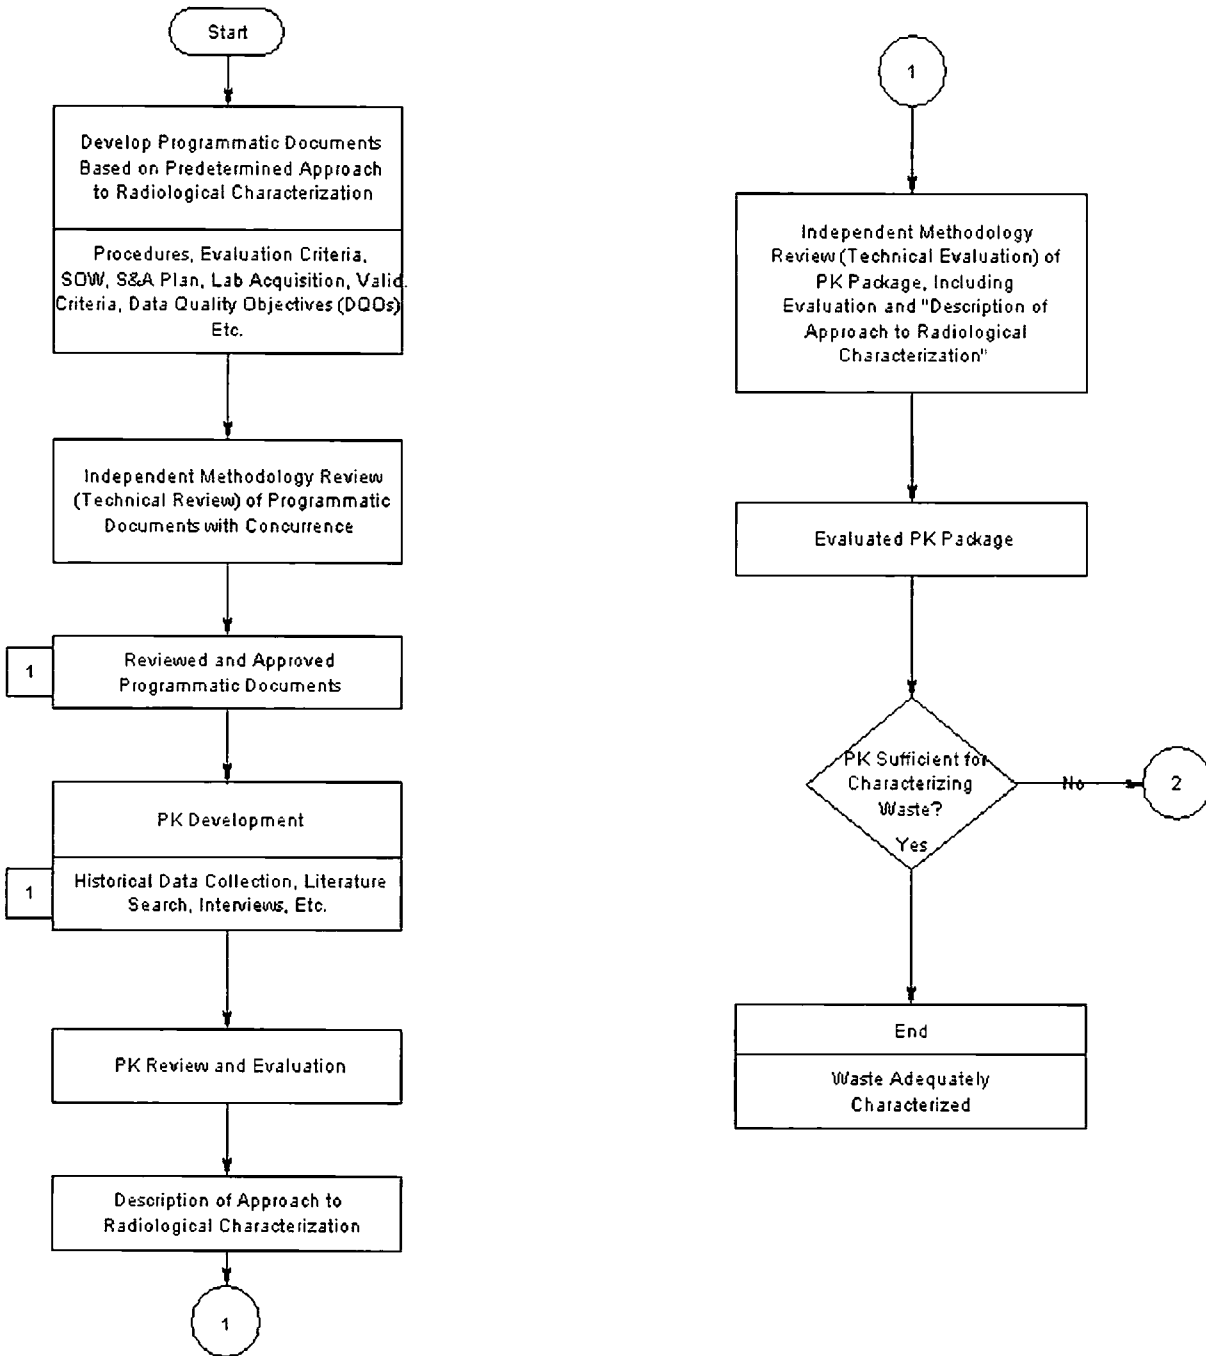 Start
Develop Programmatic Documents
Based on Predetermined Approach
to Radiological Characterization
Procedures, Evaluation Criteria,
SOW, S&A Plan, Lab Acquisition, Valid.
Criteria, Data Quality Objectives (DQOs)
Etc.
Independent Methodology Review
(Technical Review) of Programmatic
Documents with Concurrence
1
Reviewed and Approved
Programmatic Documents
PK Development
1
Historical Data Collection, Literature
Search, Interviews, Etc.
PK Review and Evaluation
Description of Approach to
Radiological Characterization
1
1
Independent Methodology
Review (Technical Evaluation) of
PK Package, Including
Evaluation and "Description of
Approach to Radiological
Characterization"
Evaluated PK Package
PK Sufficient for
Characterizing
Waste?
Yes
No
2
End
Waste Adequately
Characterized